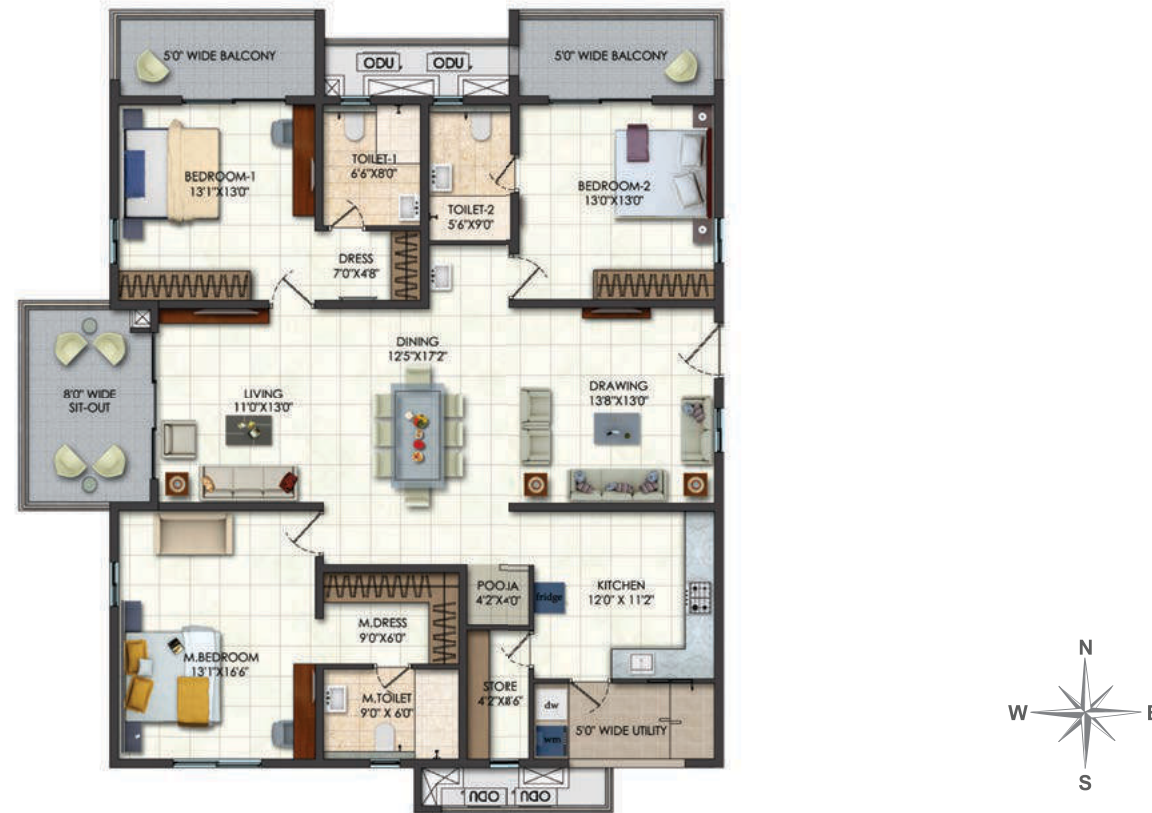 5'0" WIDE BALCONY
ODU
ODU
5'0" WIDE BALCONY
BEDROOM-1
13'1"X13'0"
TOILET-1
6'6"X8'0"
TOILET-2
5'6"X9'0"
BEDROOM-2
13'0"X13'0"
DRESS
7'0"X4'8"
8'0" WIDE
SIT-OUT
LIVING
11'0"X13'0"
DINING
12'5"X17'2"
DRAWING
13'8"X13'0"
POOJA
4'2"X4'0"
fridge
KITCHEN
12'0" X 11'2"
M.DRESS
9'0"X6'0"
M.BEDROOM
13'1"X16'6"
M.TOILET
9'0" X 6'0"
STORE
4'2"X8'6"
dw
wm
5'0" WIDE UTILITY
ODU
ODU
N
W
E
S